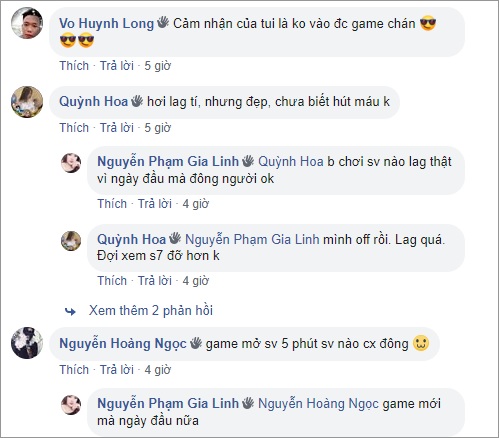 Vo Huynh Long Cảm nhận của tui là ko vào đc game chán 😎
😎😎
Thích · Trả lời · 5 giờ
Quỳnh Hoa hơi lag tí, nhưng đẹp, chưa biết hút máu k
Thích · Trả lời · 5 giờ
Nguyễn Phạm Gia Linh Quỳnh Hoa b chơi sv nào lag thật
vì ngày đầu mà đông người ok
Thích · Trả lời · 4 giờ
Quỳnh Hoa Nguyễn Phạm Gia Linh mình off rồi. Lag quá.
Đợi xem s7 đỡ hơn k
Thích · Trả lời · 4 giờ
Xem thêm 2 phản hồi
Nguyễn Hoàng Ngọc game mở sv 5 phút sv nào cx đông
Thích · Trả lời · 4 giờ
Nguyễn Phạm Gia Linh Nguyễn Hoàng Ngọc game mới
mà ngày đầu nữa